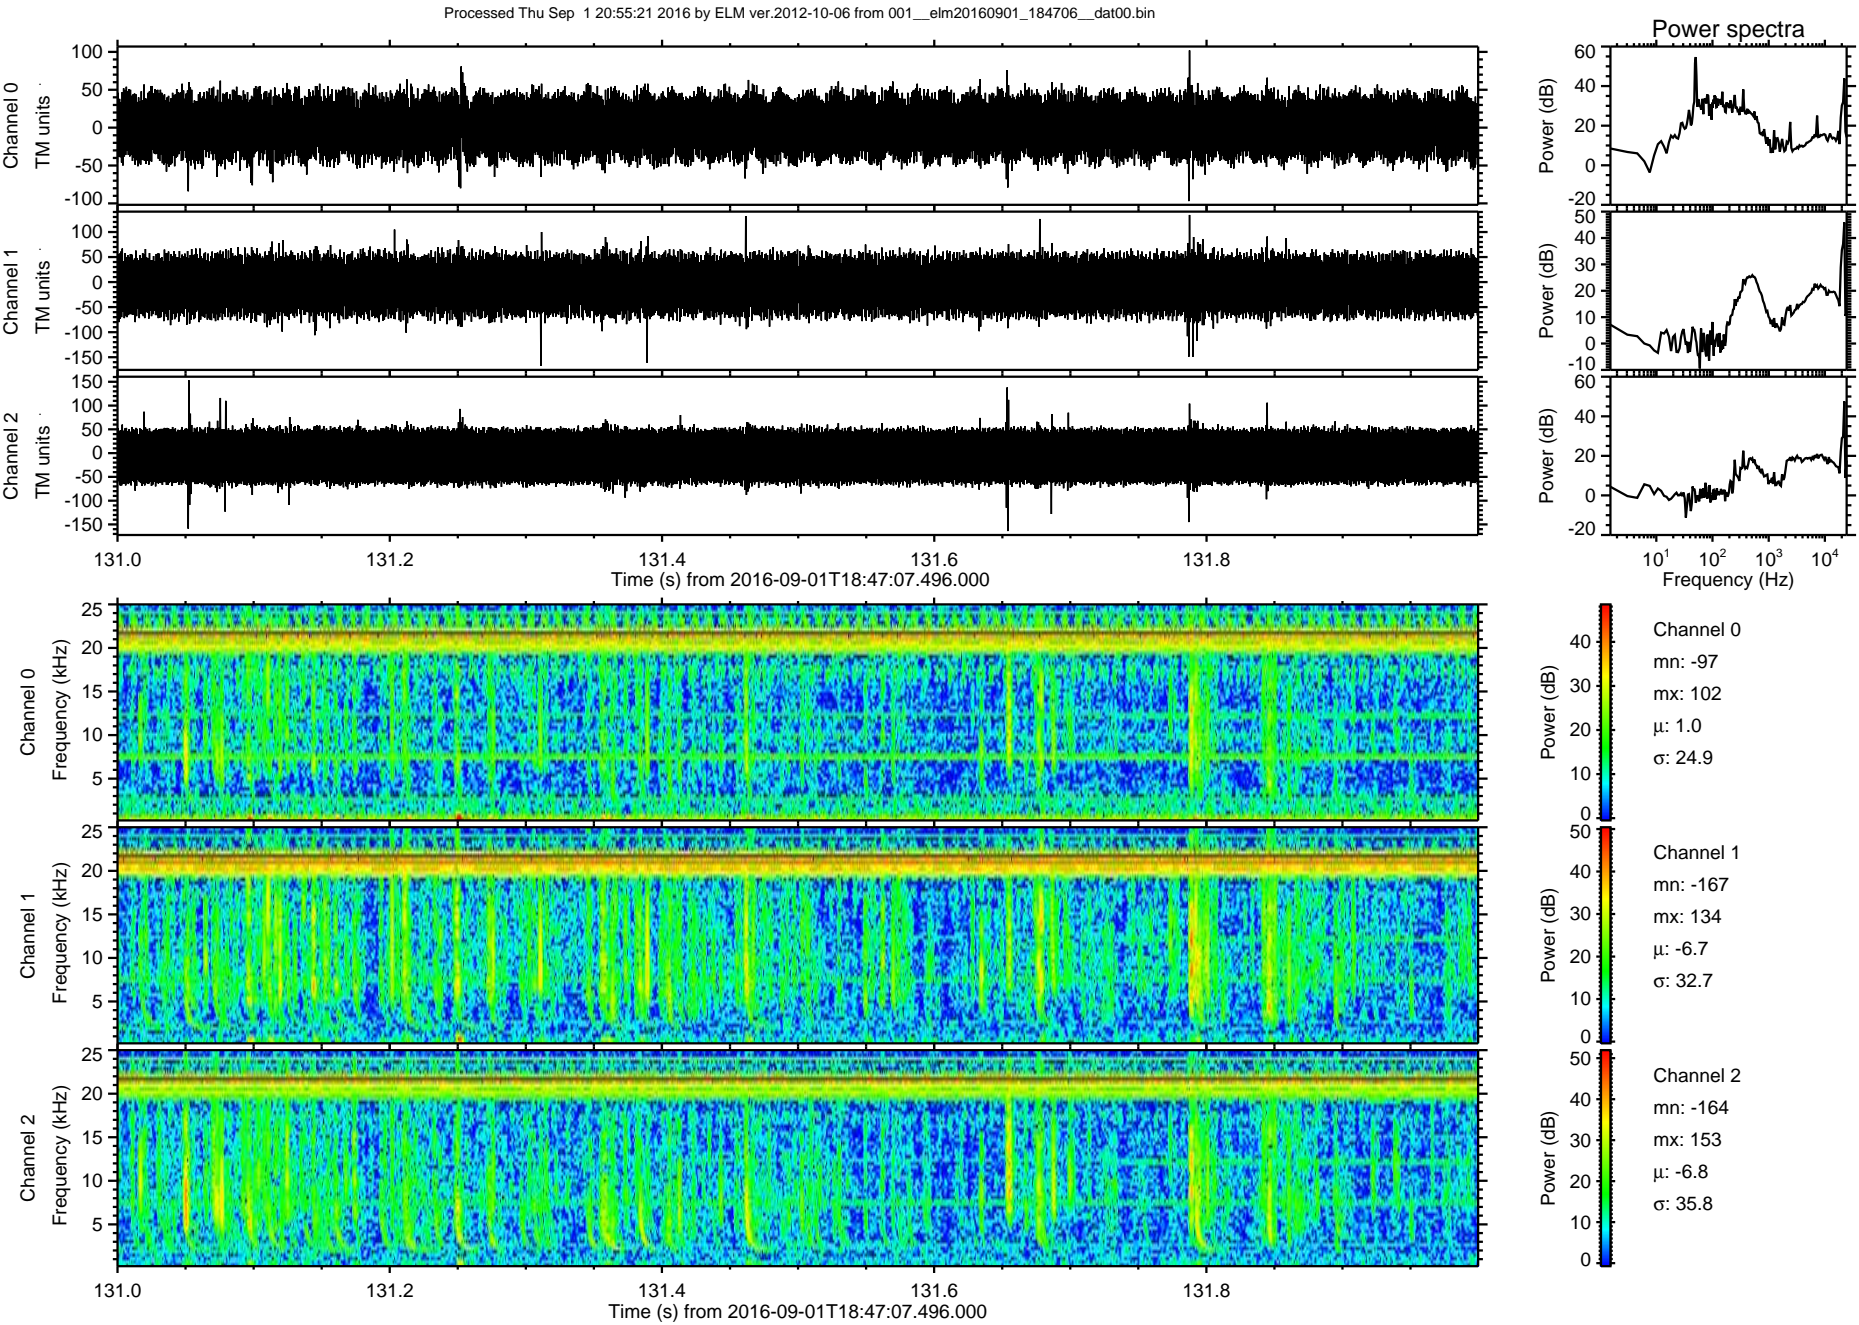 Processed Thu Sep  1 20:55:21 2016 by ELM ver.2012-10-06 from 001__elm20160901_184706__dat00.bin
Power spectra
Channel 0
TM units
100
50
0
-50
-100
Power (dB)
60
40
20
0
-20
Channel 1
TM units
100
50
0
-50
-100
-150
Power (dB)
50
40
30
20
10
0
-10
Channel 2
TM units
150
100
50
0
-50
-100
-150
Power (dB)
60
40
20
0
-20
131.0 131.2 131.4 131.6 131.8
Time (s) from 2016-09-01T18:47:07.496.000
10^1 10^2 10^3 10^4
Frequency (Hz)
Channel 0
Frequency (kHz)
25
20
15
10
5
Power (dB)
40
30
20
10
0
Channel 0
mn: -97
mx: 102
µ: 1.0
σ: 24.9
Channel 1
Frequency (kHz)
25
20
15
10
5
Power (dB)
50
40
30
20
10
0
Channel 1
mn: -167
mx: 134
µ: -6.7
σ: 32.7
Channel 2
Frequency (kHz)
25
20
15
10
5
Power (dB)
50
40
30
20
10
0
Channel 2
mn: -164
mx: 153
µ: -6.8
σ: 35.8
131.0 131.2 131.4 131.6 131.8
Time (s) from 2016-09-01T18:47:07.496.000